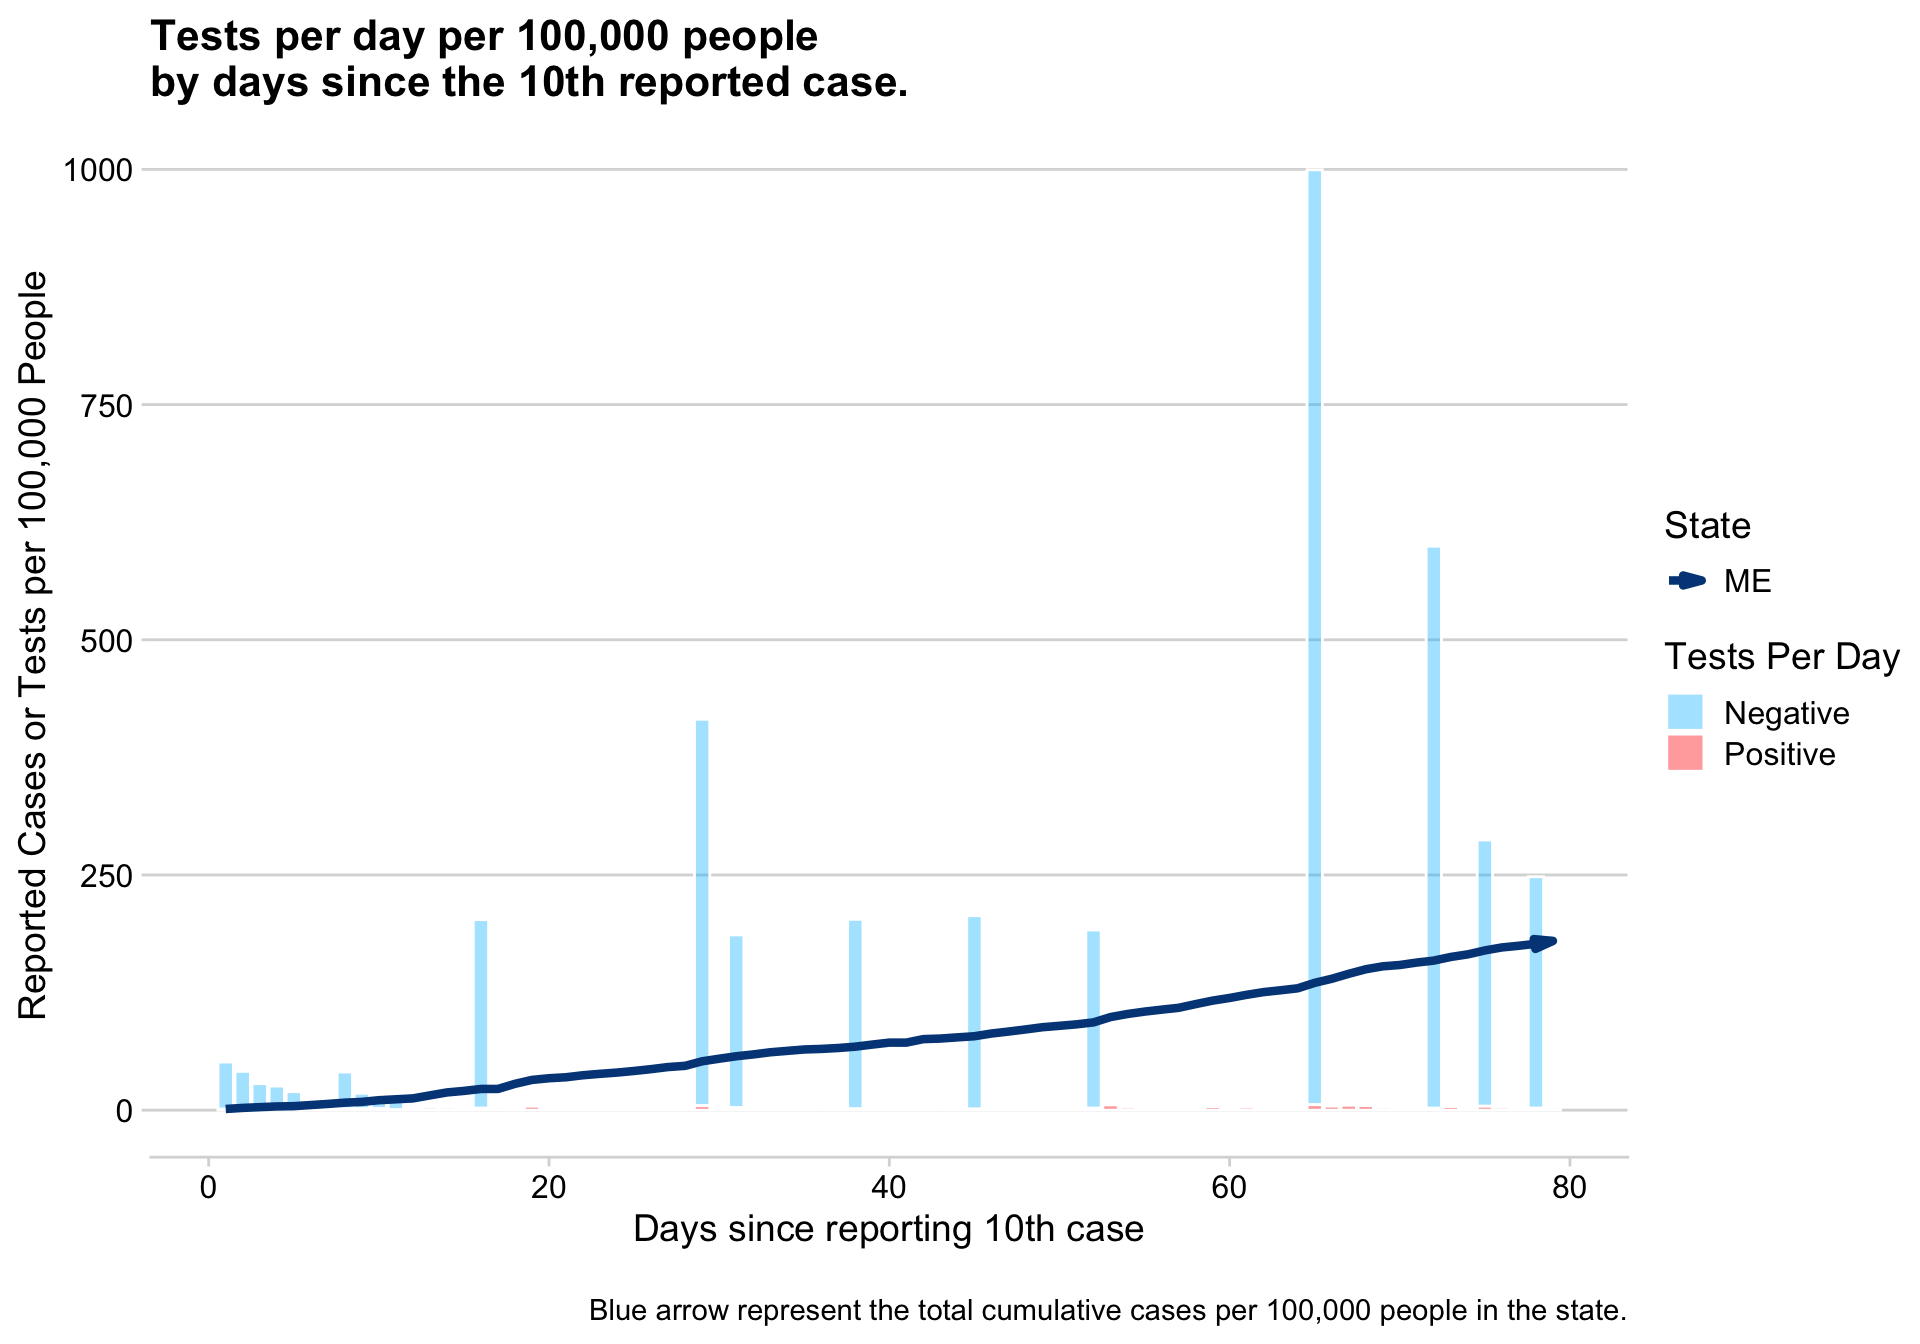 Tests per day per 100,000 people
by days since the 10th reported case.
Reported Cases or Tests per 100,000 People
1000
750
500
250
0
0 20 40 60 80
Days since reporting 10th case
State
ME
Tests Per Day
Negative
Positive
Blue arrow represent the total cumulative cases per 100,000 people in the state.